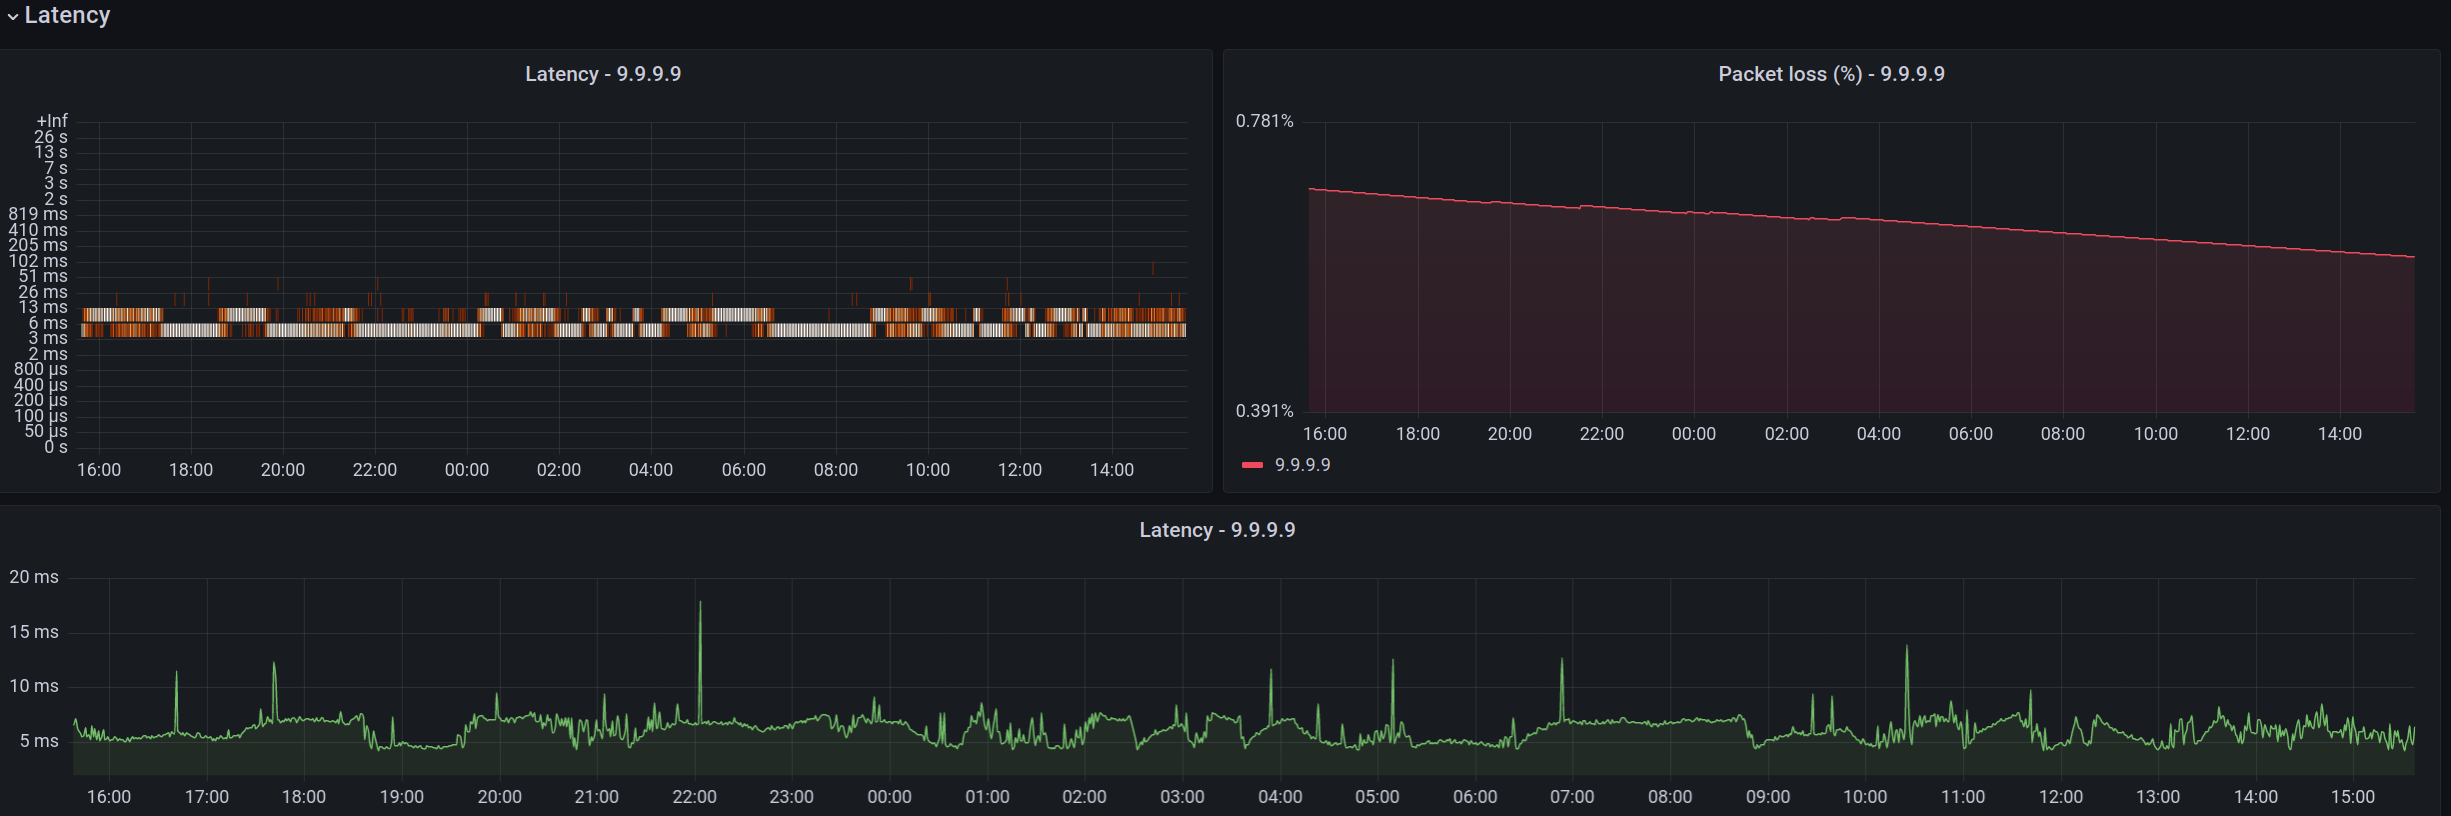 Latency
Latency - 9.9.9.9
+Inf
26 s
13 s
7 s
3 s
2 s
819 ms
410 ms
205 ms
102 ms
51 ms
26 ms
13 ms
6 ms
3 ms
2 ms
800 µs
400 µs
200 µs
100 µs
50 µs
0 s
16:00 18:00 20:00 22:00 00:00 02:00 04:00 06:00 08:00 10:00 12:00 14:00
Packet loss (%) - 9.9.9.9
0.781%
0.391%
16:00 18:00 20:00 22:00 00:00 02:00 04:00 06:00 08:00 10:00 12:00 14:00
9.9.9.9
Latency - 9.9.9.9
20 ms
15 ms
10 ms
5 ms
16:00 17:00 18:00 19:00 20:00 21:00 22:00 23:00 00:00 01:00 02:00 03:00 04:00 05:00 06:00 07:00 08:00 09:00 10:00 11:00 12:00 13:00 14:00 15:00